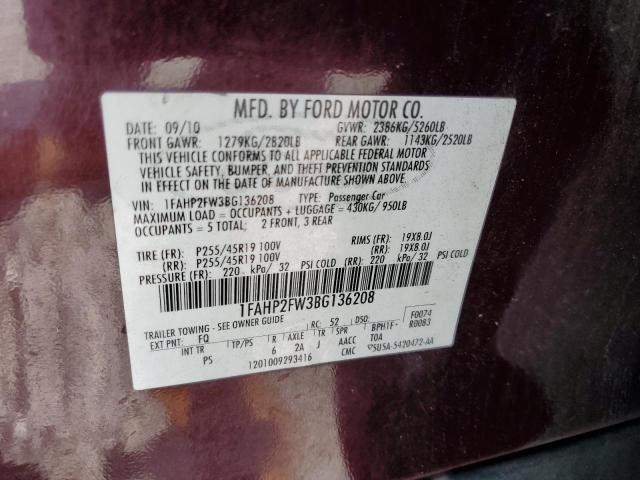 MFD. BY FORD MOTOR CO.
DATE: 09/10 GVWR: 2386KG/5260LB
FRONT GAWR: 1279KG/2820LB REAR GAWR: 1143KG/2520LB
THIS VEHICLE CONFORMS TO ALL APPLICABLE FEDERAL MOTOR
VEHICLE SAFETY, BUMPER, AND THEFT PREVENTION STANDARDS
IN EFFECT ON THE DATE OF MANUFACTURE SHOWN ABOVE.
VIN: 1FAHP2FW3BG136208 TYPE: Passenger Car
MAXIMUM LOAD = OCCUPANTS + LUGGAGE = 430KG/ 950LB
OCCUPANTS = 5 TOTAL; 2 FRONT, 3 REAR
TIRE (FR): P255/45R19 100V RIMS (FR): 19X8.0J
(RR): P255/45R19 100V (RR): 19X8.0J
PRESSURE (FR): 220 kPa/ 32 PSI COLD (RR): 220 kPa/ 32 PSI COLD
1FAHP2FW3BG136208
TRAILER TOWING - SEE OWNER GUIDE F0074
EXT PNT: FQ RC: 52 DSO: R0083
INT TR TP/PS R AXLE TR SPR BPHIF-
PS 6 2A J AACC TOA
1201009293416 CMC 5U5A-5420472-AA